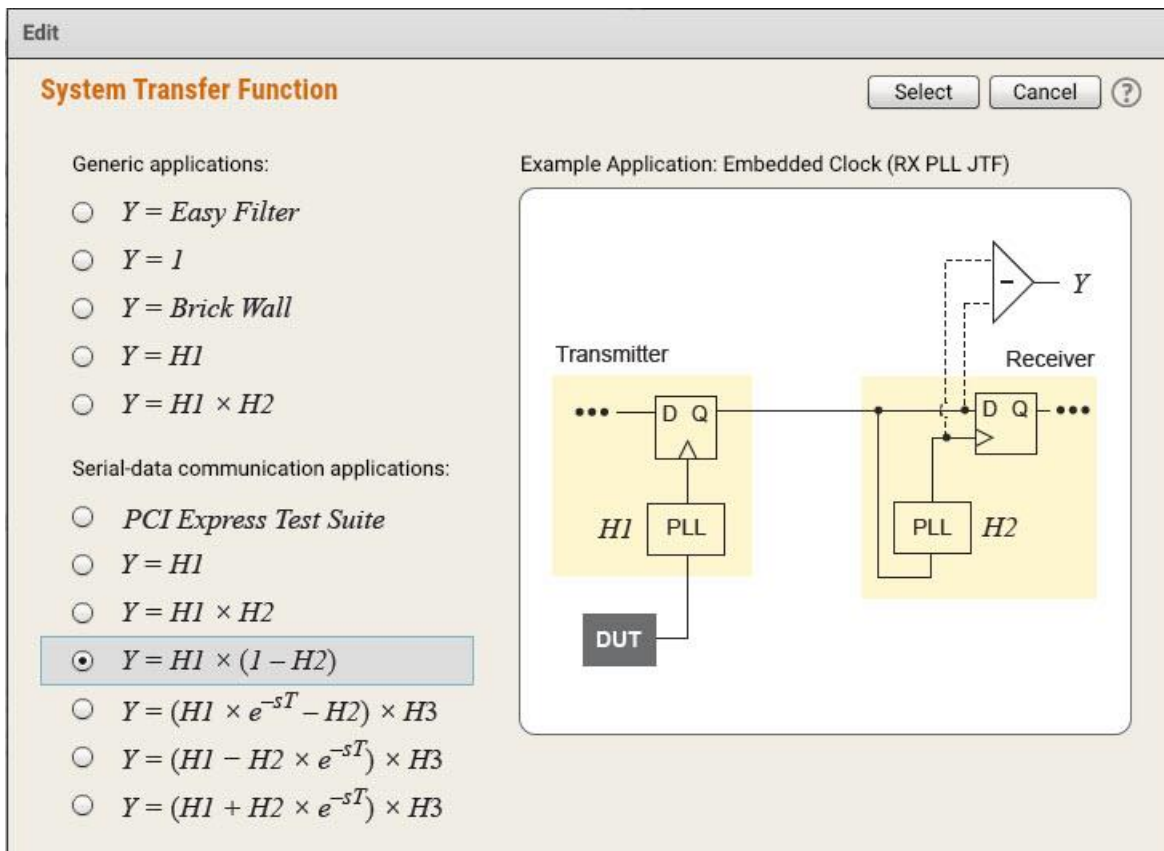 Edit
System Transfer Function
Select
Cancel
?
Generic applications:
Y = Easy Filter
Y = 1
Y = Brick Wall
Y = H1
Y = H1 × H2
Serial-data communication applications:
PCI Express Test Suite
Y = H1
Y = H1 × H2
Y = H1 × (1 – H2)
Y = (H1 × e^–sT – H2) × H3
Y = (H1 − H2 × e^–sT) × H3
Y = (H1 + H2 × e^–sT) × H3
Example Application: Embedded Clock (RX PLL JTF)
– Y
Transmitter
Receiver
D Q
D Q
H1 PLL
PLL H2
DUT